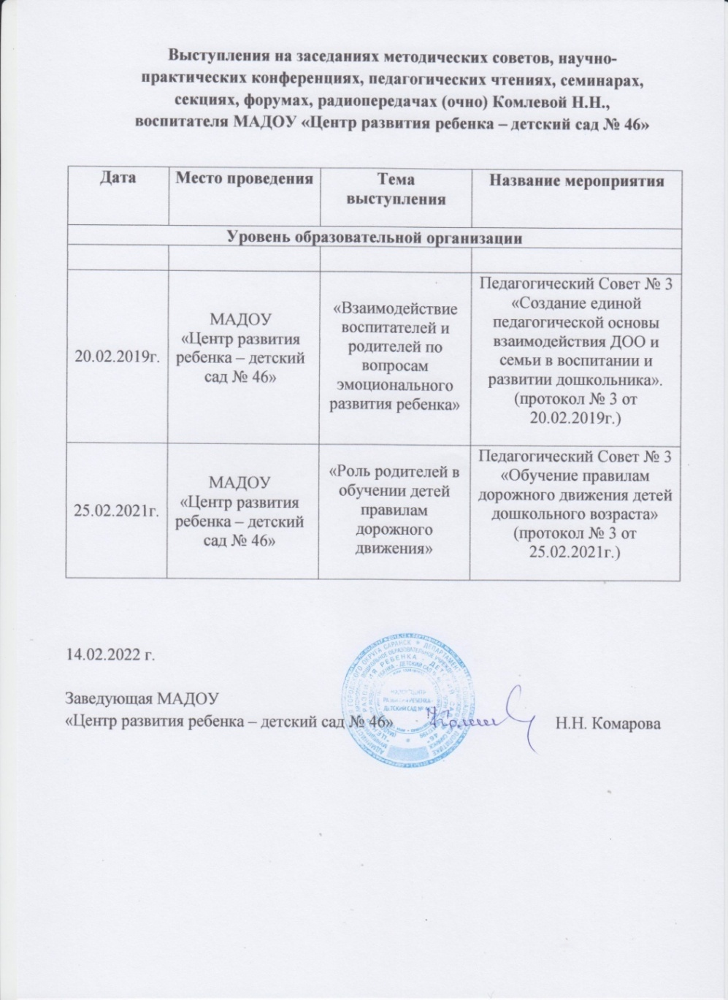 Выступления на заседаниях методических советов, научно-
практических конференциях, педагогических чтениях, семинарах,
секциях, форумах, радиопередачах (очно) Комлевой Н.Н.,
воспитателя МАДОУ «Центр развития ребенка – детский сад № 46»
Дата
Место проведения
Тема
выступления
Название мероприятия
Уровень образовательной организации
20.02.2019г.
МАДОУ
«Центр развития
ребенка – детский
сад № 46»
«Взаимодействие
воспитателей и
родителей по
вопросам
эмоционального
развития ребенка»
Педагогический Совет № 3
«Создание единой
педагогической основы
взаимодействия ДОО и
семьи в воспитании и
развитии дошкольника».
(протокол № 3 от
20.02.2019г.)
25.02.2021г.
МАДОУ
«Центр развития
ребенка – детский
сад № 46»
«Роль родителей в
обучении детей
правилам
дорожного
движения»
Педагогический Совет № 3
«Обучение правилам
дорожного движения детей
дошкольного возраста»
(протокол № 3 от
25.02.2021г.)
14.02.2022 г.
Заведующая МАДОУ
«Центр развития ребенка – детский сад № 46»
Н.Н. Комарова